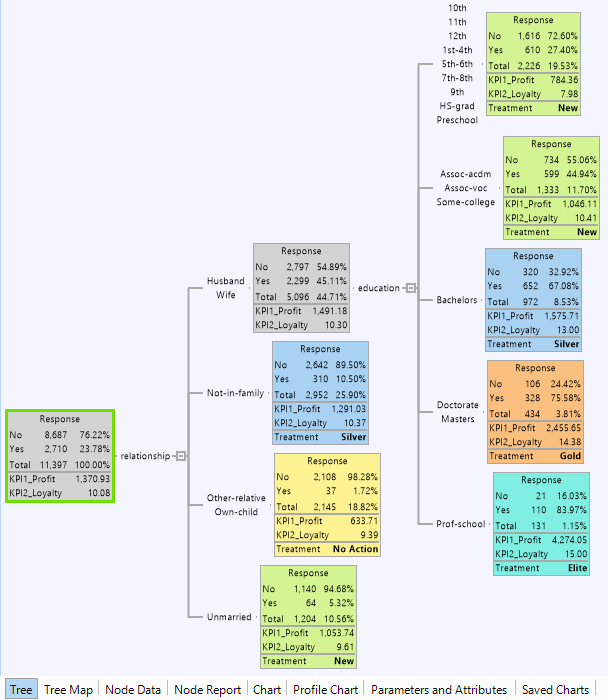 10th
11th
12th
1st-4th
5th-6th
7th-8th
9th
HS-grad
Preschool
Response
No 1,616 72.60%
Yes 610 27.40%
Total 2,226 19.53%
KPI1_Profit 784.36
KPI2_Loyalty 7.98
Treatment New
Assoc-acdm
Assoc-voc
Some-college
Response
No 734 55.06%
Yes 599 44.94%
Total 1,333 11.70%
KPI1_Profit 1,046.11
KPI2_Loyalty 10.41
Treatment New
Husband
Wife
Response
No 2,797 54.89%
Yes 2,299 45.11%
Total 5,096 44.71%
KPI1_Profit 1,491.18
KPI2_Loyalty 10.30
education
Bachelors
Response
No 320 32.92%
Yes 652 67.08%
Total 972 8.53%
KPI1_Profit 1,575.71
KPI2_Loyalty 13.00
Treatment Silver
Not-in-family
Response
No 2,642 89.50%
Yes 310 10.50%
Total 2,952 25.90%
KPI1_Profit 1,291.03
KPI2_Loyalty 10.37
Treatment Silver
Doctorate
Masters
Response
No 106 24.42%
Yes 328 75.58%
Total 434 3.81%
KPI1_Profit 2,455.65
KPI2_Loyalty 14.38
Treatment Gold
Response
No 8,687 76.22%
Yes 2,710 23.78%
Total 11,397 100.00%
KPI1_Profit 1,370.93
KPI2_Loyalty 10.08
relationship
Other-relative
Own-child
Response
No 2,108 98.28%
Yes 37 1.72%
Total 2,145 18.82%
KPI1_Profit 633.71
KPI2_Loyalty 9.39
Treatment No Action
Prof-school
Response
No 21 16.03%
Yes 110 83.97%
Total 131 1.15%
KPI1_Profit 4,274.05
KPI2_Loyalty 15.00
Treatment Elite
Unmarried
Response
No 1,140 94.68%
Yes 64 5.32%
Total 1,204 10.56%
KPI1_Profit 1,053.74
KPI2_Loyalty 9.61
Treatment New
Tree Tree Map Node Data Node Report Chart Profile Chart Parameters and Attributes Saved Charts